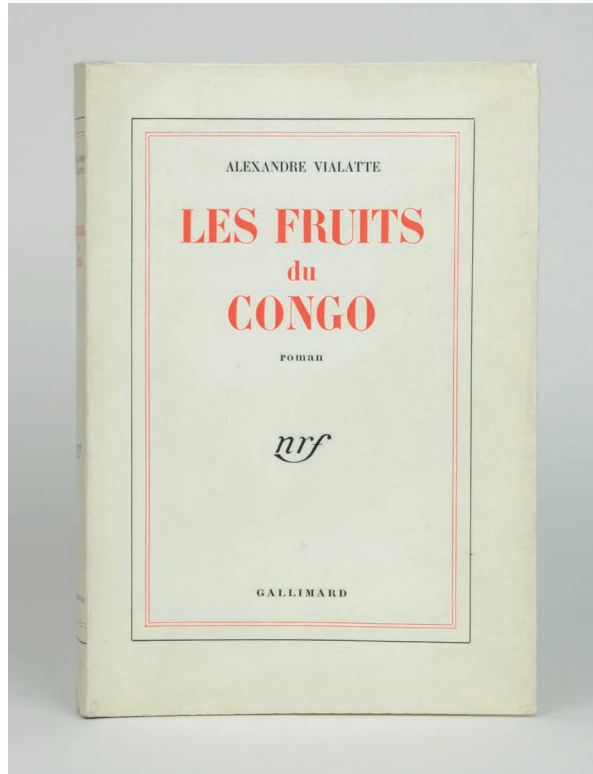 ALEXANDRE VIALATTE
LES FRUITS
du
CONGO
roman
nrf
GALLIMARD